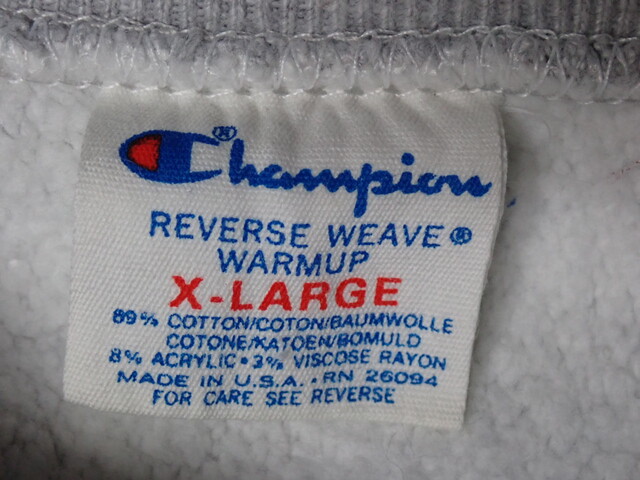 Champion®
REVERSE WEAVE®
WARMUP
X-LARGE
89% COTTON/COTON/BAUMWOLLE
COTONE/KATOEN/BOMULD
8% ACRYLIC • 3% VISCOSE RAYON
MADE IN U.S.A. • RN 26094
FOR CARE SEE REVERSE